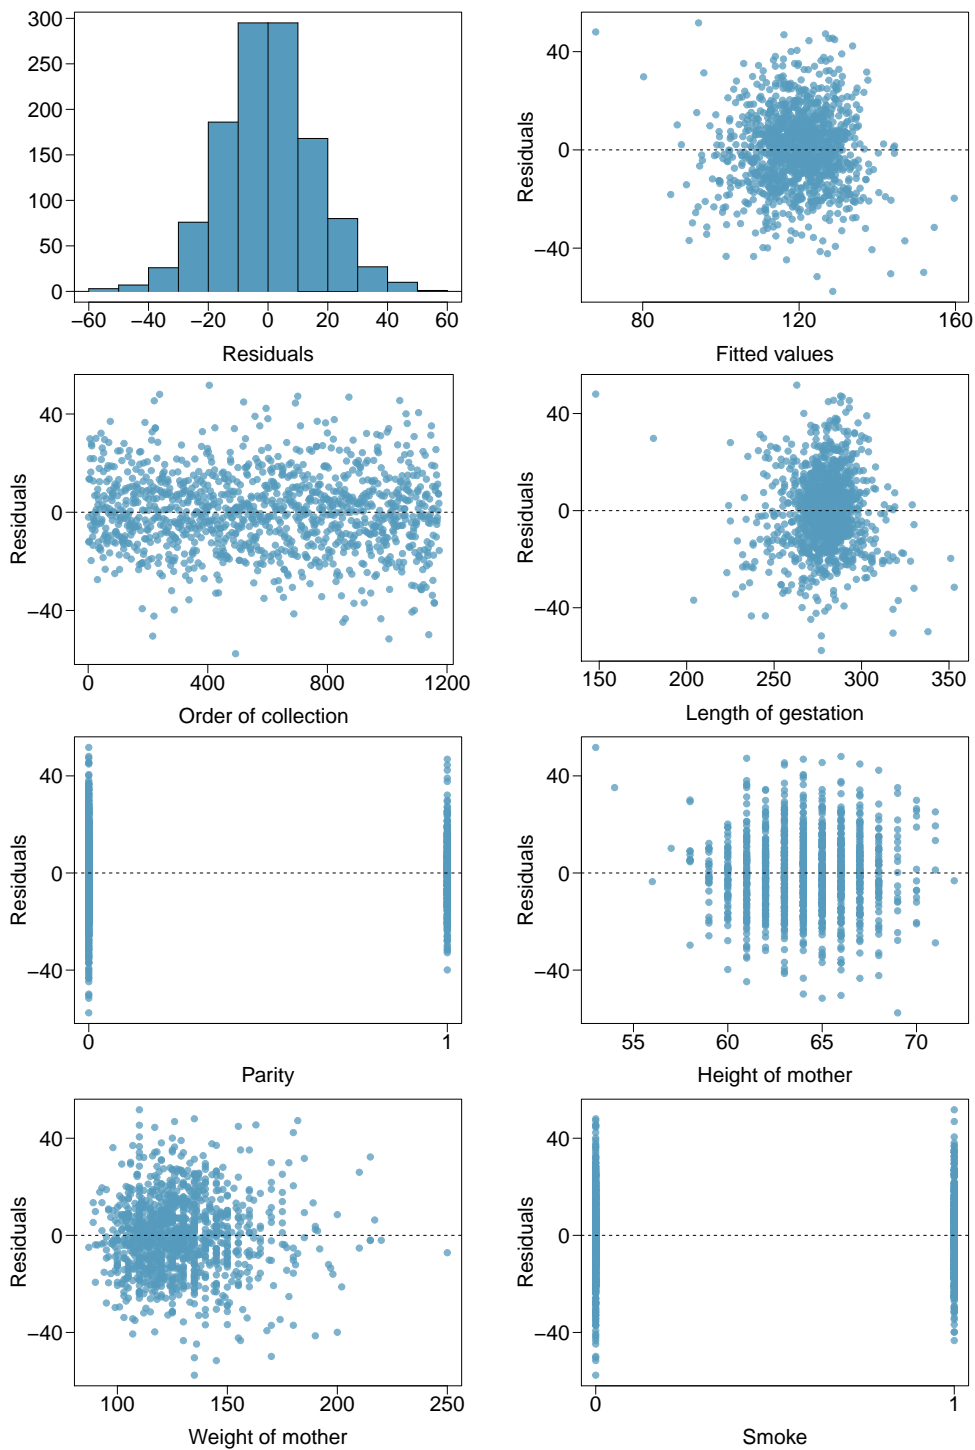 300
250
200
150
100
50
0
−60 −40 −20 0 20 40 60
Residuals
Residuals
40
0
−40
80 120 160
Fitted values
Residuals
40
0
−40
0 400 800 1200
Order of collection
Residuals
40
0
−40
150 200 250 300 350
Length of gestation
Residuals
40
0
−40
0 1
Parity
Residuals
40
0
−40
55 60 65 70
Height of mother
Residuals
40
0
−40
100 150 200 250
Weight of mother
Residuals
40
0
−40
0 1
Smoke